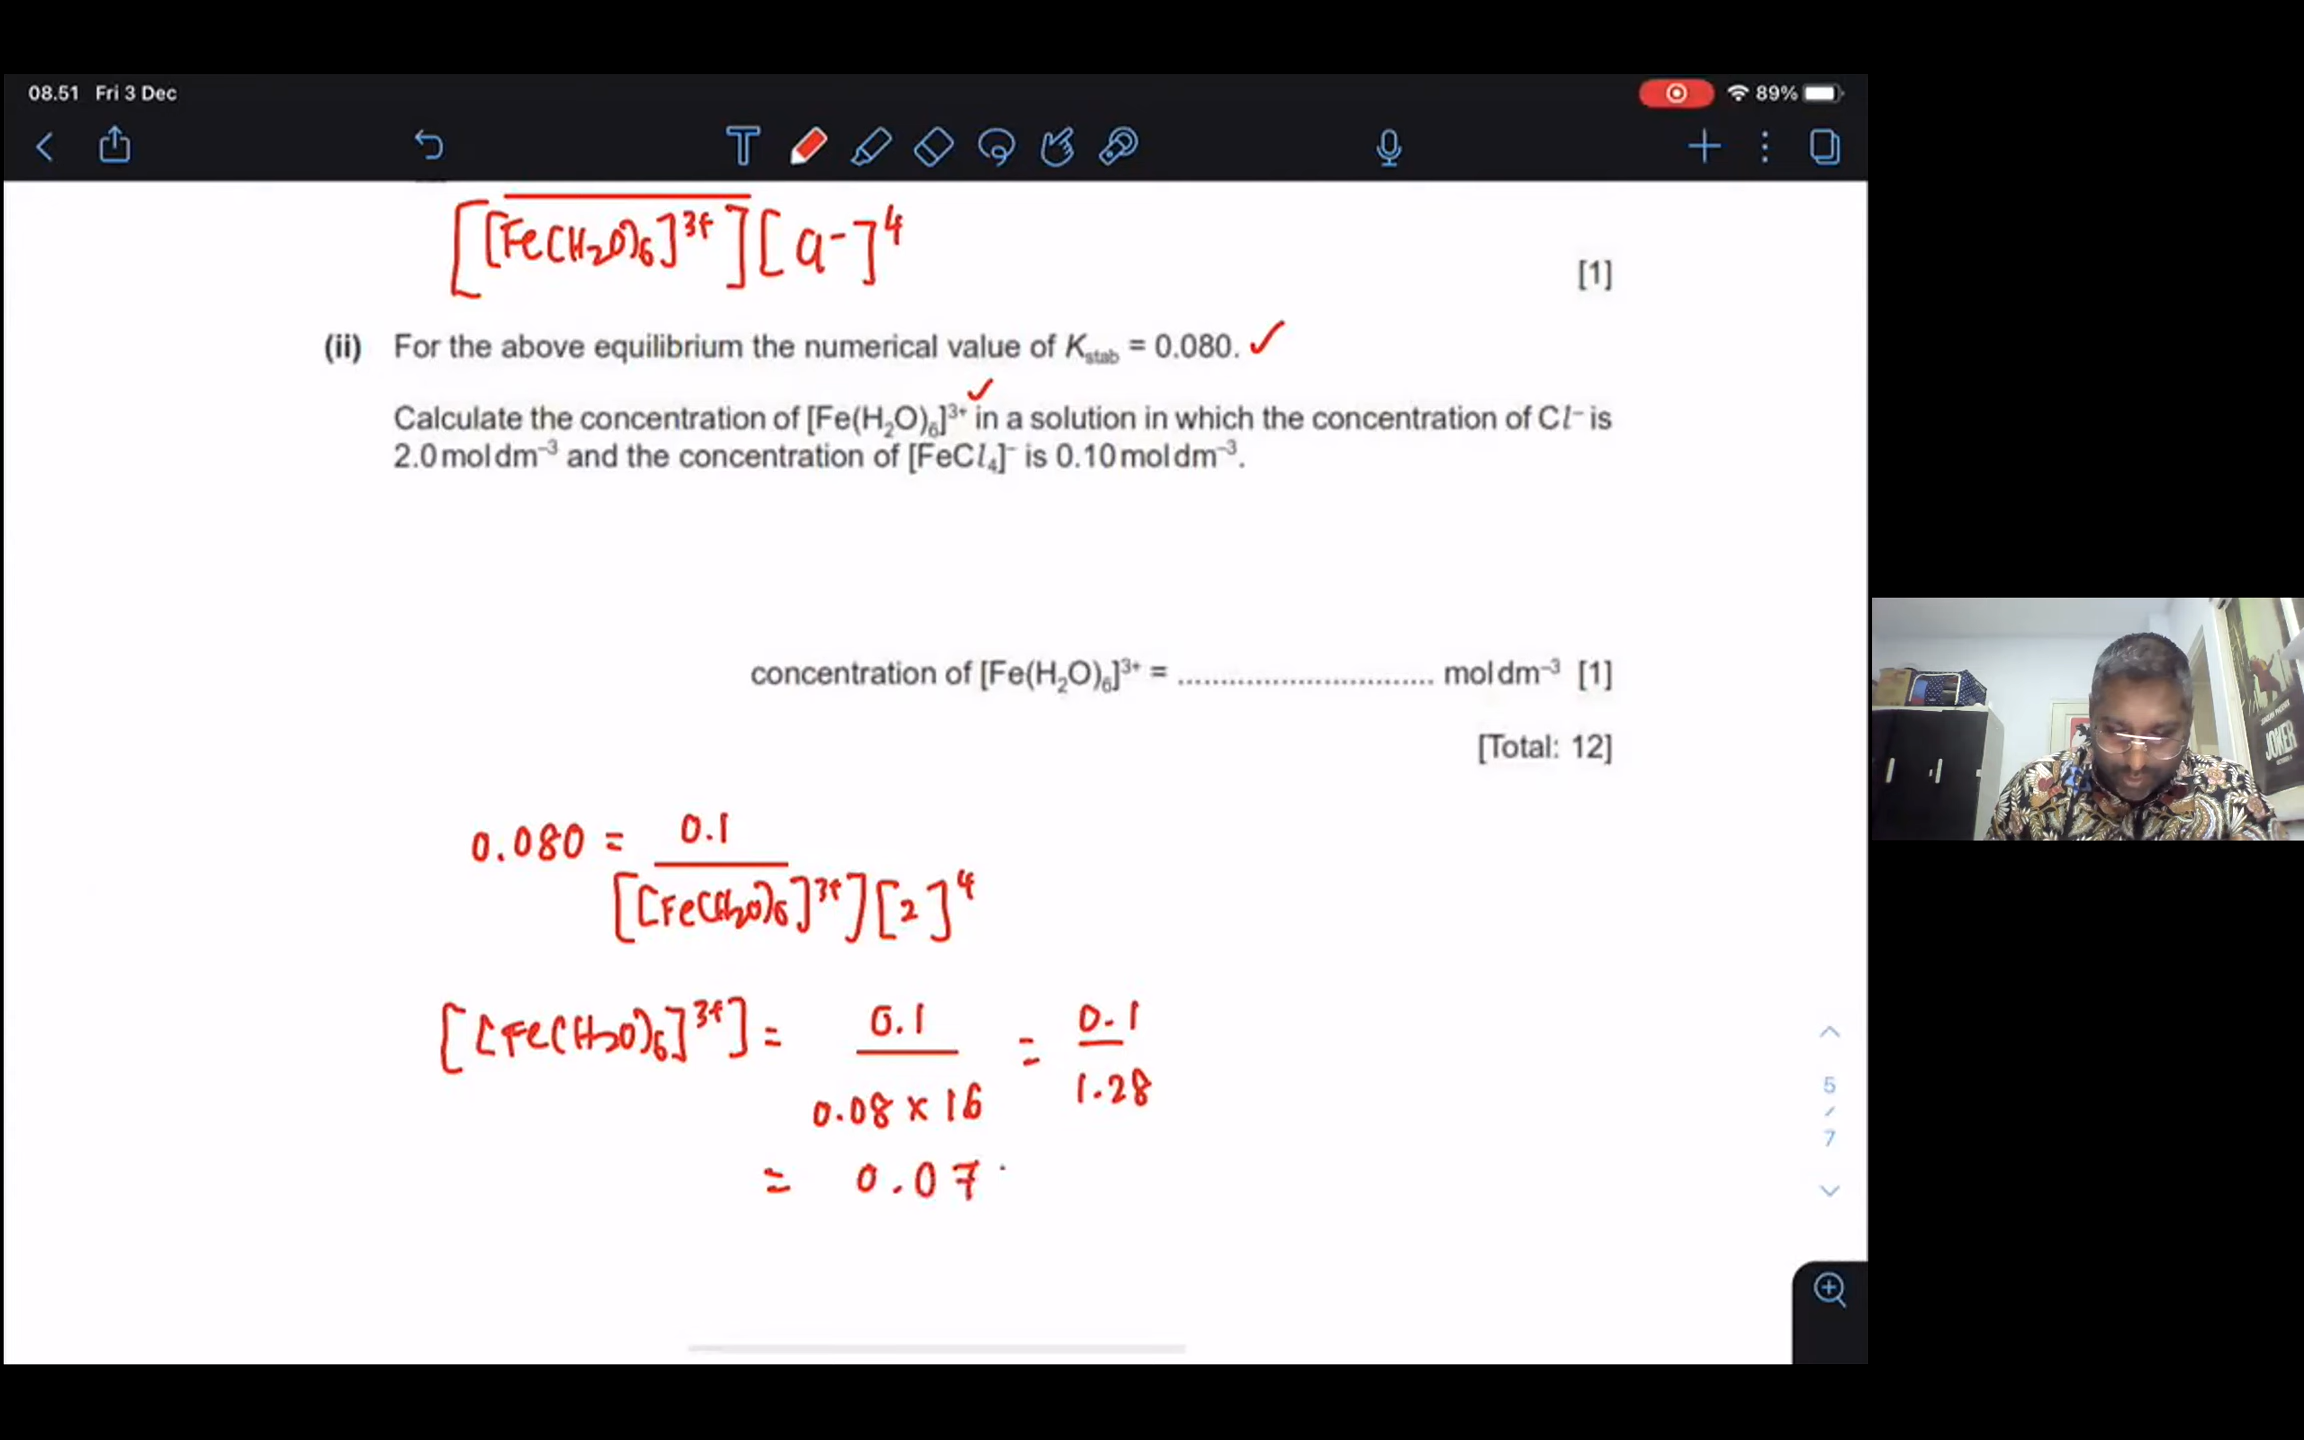 08.51 Fri 3 Dec
89%
[[Fe(H₂O)₆]³⁺][Cl⁻]⁴
[1]
(ii) For the above equilibrium the numerical value of Kstab = 0.080. ✓
✓
Calculate the concentration of [Fe(H₂O)₆]³⁺ in a solution in which the concentration of Cl⁻ is
2.0 mol dm⁻³ and the concentration of [FeCl₄]⁻ is 0.10 mol dm⁻³.
concentration of [Fe(H₂O)₆]³⁺ = .............................. mol dm⁻³ [1]
[Total: 12]
0.080 = 0.1
[[Fe(H₂O)₆]³⁺][2]⁴
[[Fe(H₂O)₆]³⁺] = 0.1 = 0.1
0.08 × 16 1.28
= 0.07
5
/
7
JOKER